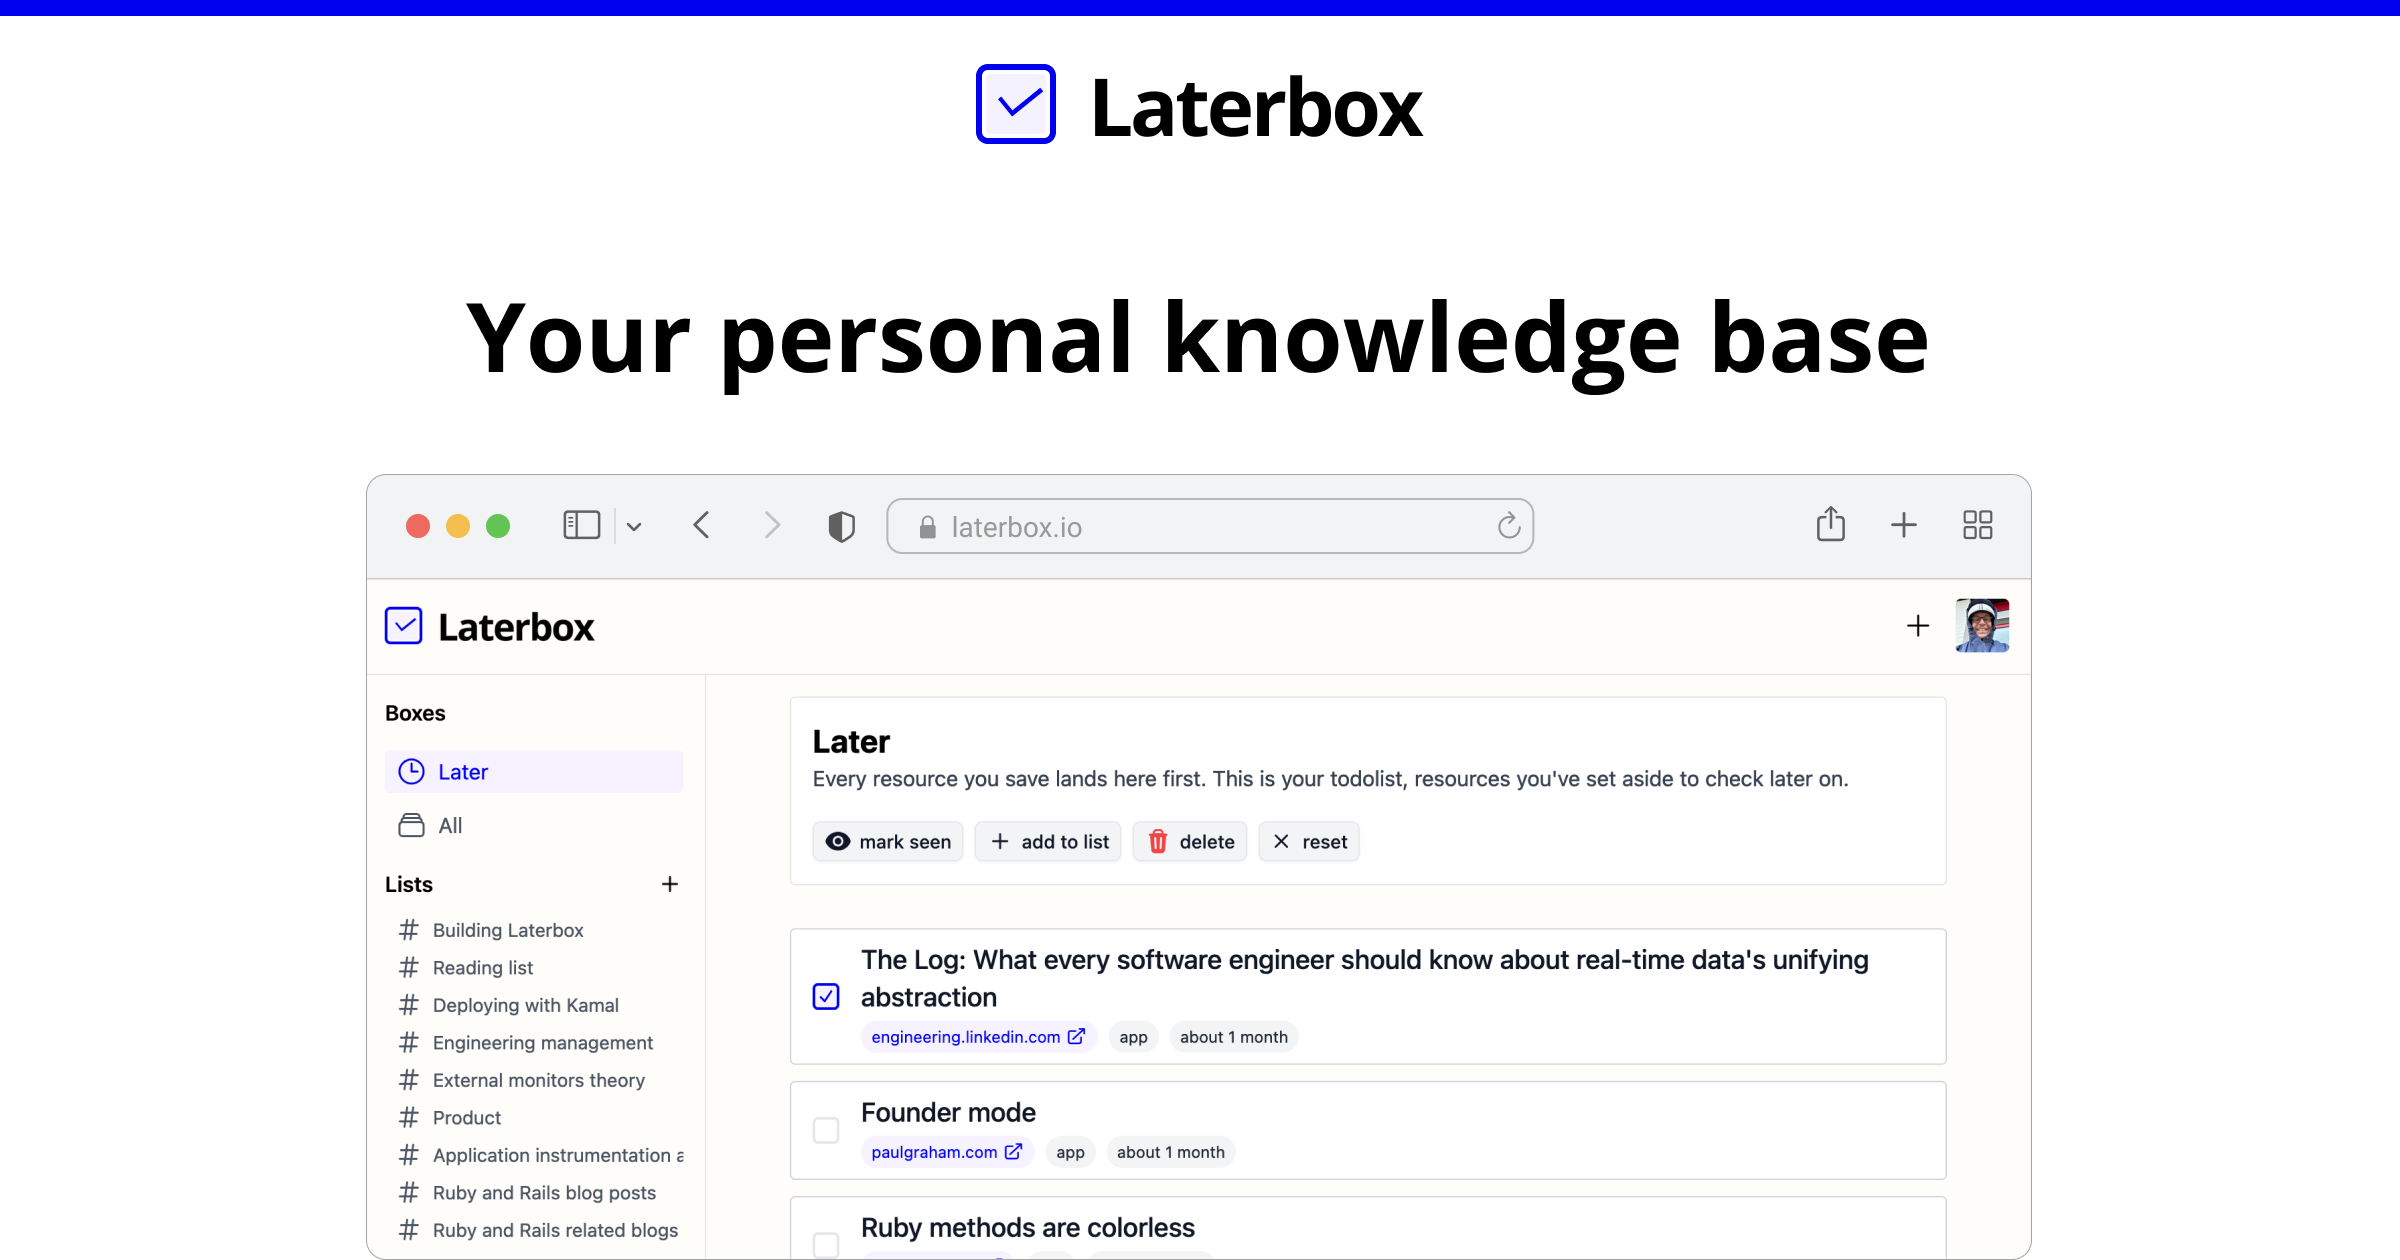 Laterbox
Your personal knowledge base
laterbox.io
Laterbox
Boxes
Later
All
Lists
# Building Laterbox
# Reading list
# Deploying with Kamal
# Engineering management
# External monitors theory
# Product
# Application instrumentation a
# Ruby and Rails blog posts
# Ruby and Rails related blogs
Later
Every resource you save lands here first. This is your todolist, resources you've set aside to check later on.
mark seen add to list delete reset
The Log: What every software engineer should know about real-time data's unifying
abstraction
engineering.linkedin.com app about 1 month
Founder mode
paulgraham.com app about 1 month
Ruby methods are colorless